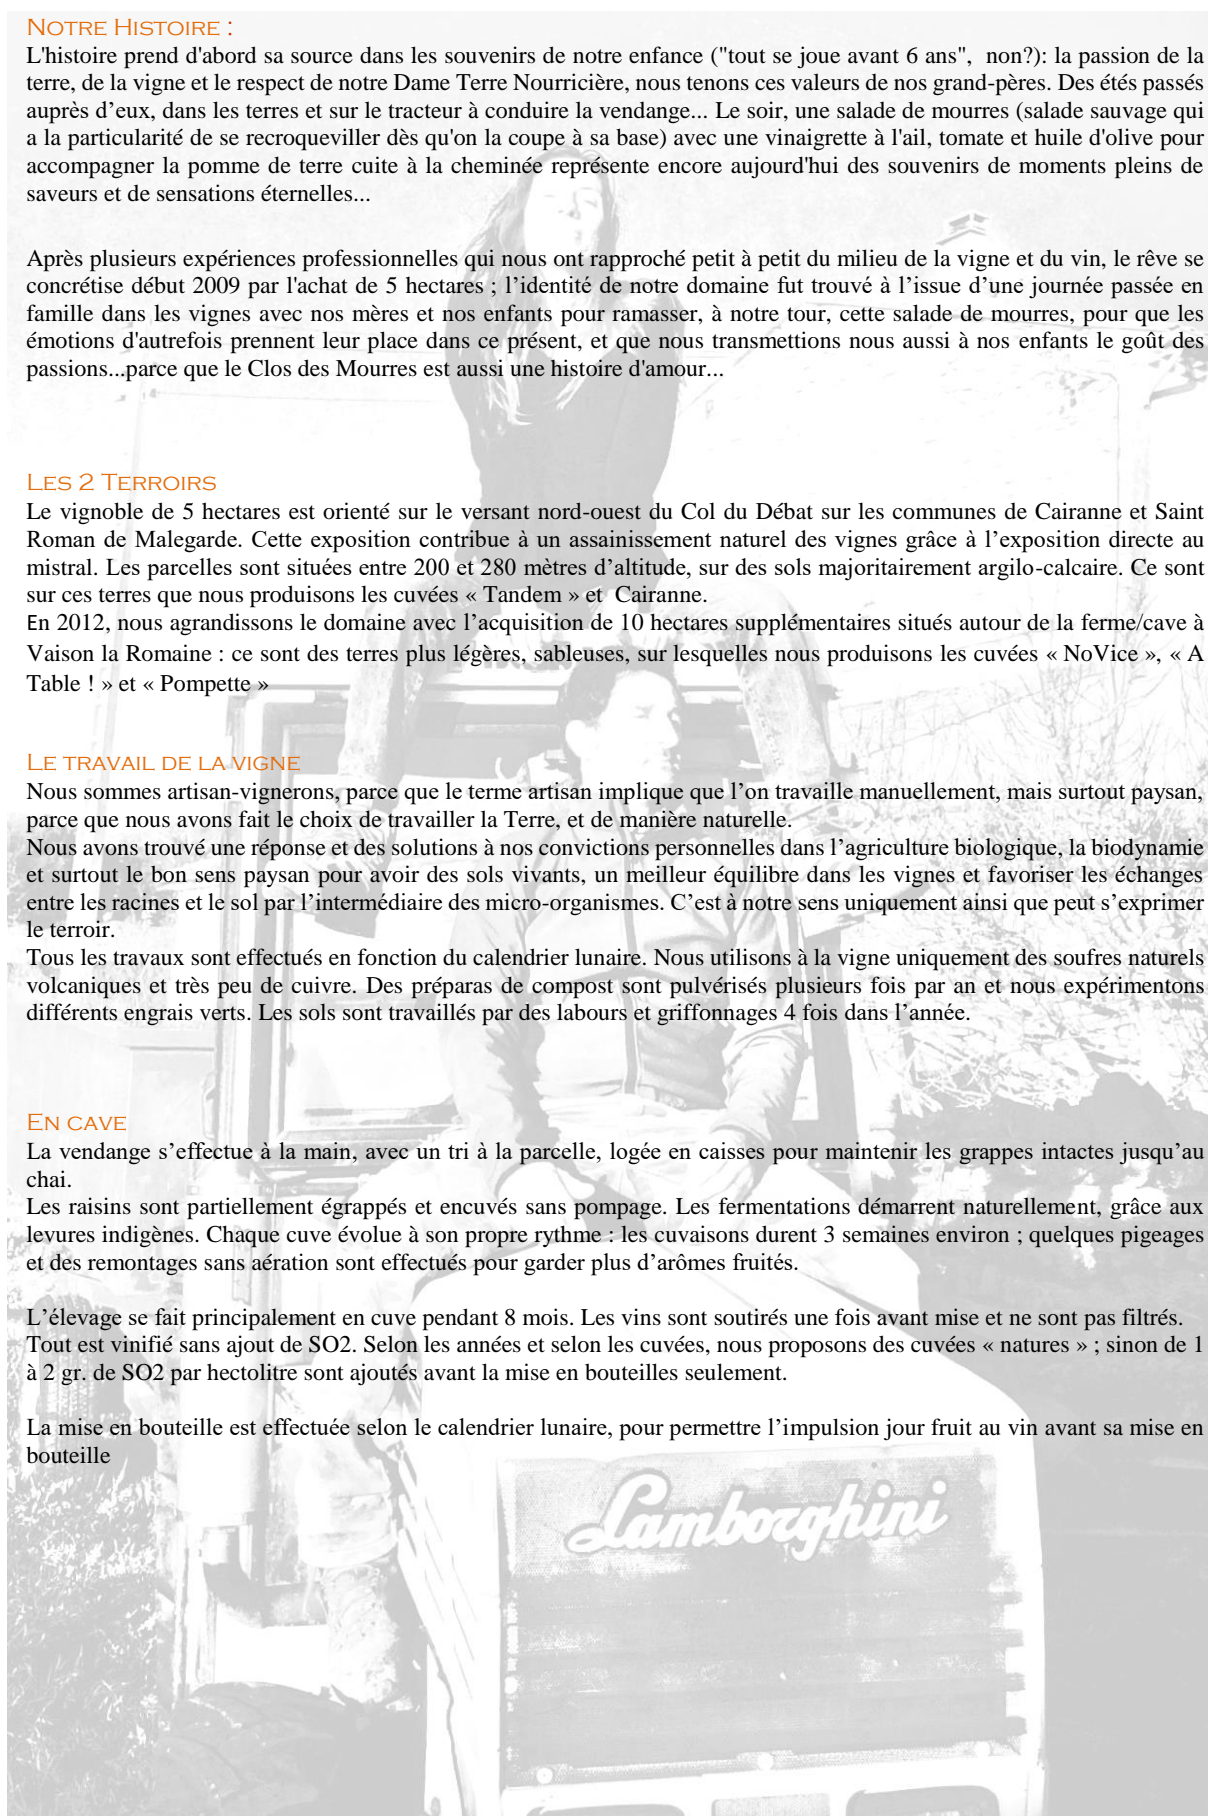 NOTRE HISTOIRE :
L'histoire prend d'abord sa source dans les souvenirs de notre enfance ("tout se joue avant 6 ans", non?): la passion de la
terre, de la vigne et le respect de notre Dame Terre Nourricière, nous tenons ces valeurs de nos grand-pères. Des étés passés
auprès d’eux, dans les terres et sur le tracteur à conduire la vendange... Le soir, une salade de mourres (salade sauvage qui
a la particularité de se recroqueviller dès qu'on la coupe à sa base) avec une vinaigrette à l'ail, tomate et huile d'olive pour
accompagner la pomme de terre cuite à la cheminée représente encore aujourd'hui des souvenirs de moments pleins de
saveurs et de sensations éternelles...
Après plusieurs expériences professionnelles qui nous ont rapproché petit à petit du milieu de la vigne et du vin, le rêve se
concrétise début 2009 par l'achat de 5 hectares ; l’identité de notre domaine fut trouvé à l’issue d’une journée passée en
famille dans les vignes avec nos mères et nos enfants pour ramasser, à notre tour, cette salade de mourres, pour que les
émotions d'autrefois prennent leur place dans ce présent, et que nous transmettions nous aussi à nos enfants le goût des
passions...parce que le Clos des Mourres est aussi une histoire d'amour...
LES 2 TERROIRS
Le vignoble de 5 hectares est orienté sur le versant nord-ouest du Col du Débat sur les communes de Cairanne et Saint
Roman de Malegarde. Cette exposition contribue à un assainissement naturel des vignes grâce à l’exposition directe au
mistral. Les parcelles sont situées entre 200 et 280 mètres d’altitude, sur des sols majoritairement argilo-calcaire. Ce sont
sur ces terres que nous produisons les cuvées « Tandem » et Cairanne.
En 2012, nous agrandissons le domaine avec l’acquisition de 10 hectares supplémentaires situés autour de la ferme/cave à
Vaison la Romaine : ce sont des terres plus légères, sableuses, sur lesquelles nous produisons les cuvées « NoVice », « A
Table ! » et « Pompette »
LE TRAVAIL DE LA VIGNE
Nous sommes artisan-vignerons, parce que le terme artisan implique que l’on travaille manuellement, mais surtout paysan,
parce que nous avons fait le choix de travailler la Terre, et de manière naturelle.
Nous avons trouvé une réponse et des solutions à nos convictions personnelles dans l’agriculture biologique, la biodynamie
et surtout le bon sens paysan pour avoir des sols vivants, un meilleur équilibre dans les vignes et favoriser les échanges
entre les racines et le sol par l’intermédiaire des micro-organismes. C’est à notre sens uniquement ainsi que peut s’exprimer
le terroir.
Tous les travaux sont effectués en fonction du calendrier lunaire. Nous utilisons à la vigne uniquement des soufres naturels
volcaniques et très peu de cuivre. Des préparas de compost sont pulvérisés plusieurs fois par an et nous expérimentons
différents engrais verts. Les sols sont travaillés par des labours et griffonnages 4 fois dans l’année.
EN CAVE
La vendange s’effectue à la main, avec un tri à la parcelle, logée en caisses pour maintenir les grappes intactes jusqu’au
chai.
Les raisins sont partiellement égrappés et encuvés sans pompage. Les fermentations démarrent naturellement, grâce aux
levures indigènes. Chaque cuve évolue à son propre rythme : les cuvaisons durent 3 semaines environ ; quelques pigeages
et des remontages sans aération sont effectués pour garder plus d’arômes fruités.
L’élevage se fait principalement en cuve pendant 8 mois. Les vins sont soutirés une fois avant mise et ne sont pas filtrés.
Tout est vinifié sans ajout de SO2. Selon les années et selon les cuvées, nous proposons des cuvées « natures » ; sinon de 1
à 2 gr. de SO2 par hectolitre sont ajoutés avant la mise en bouteilles seulement.
La mise en bouteille est effectuée selon le calendrier lunaire, pour permettre l’impulsion jour fruit au vin avant sa mise en
bouteille
Lamborghini